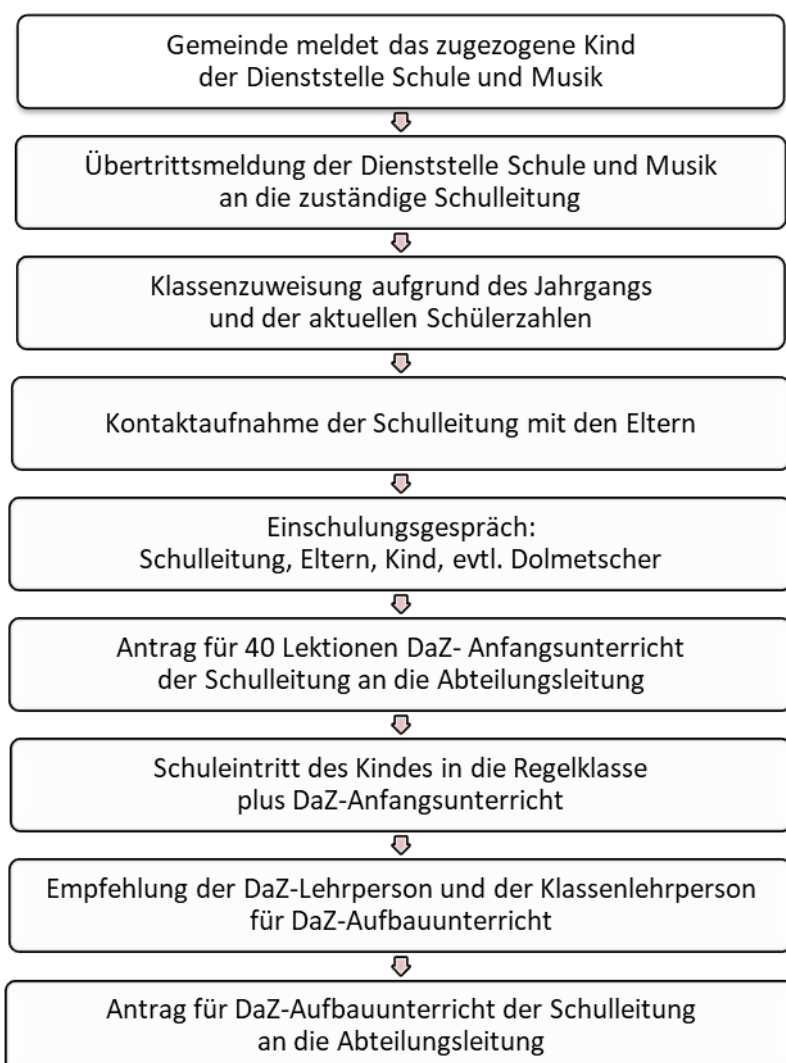 Gemeinde meldet das zugezogene Kind
der Dienststelle Schule und Musik
Übertrittsmeldung der Dienststelle Schule und Musik
an die zuständige Schulleitung
Klassenzuweisung aufgrund des Jahrgangs
und der aktuellen Schülerzahlen
Kontaktaufnahme der Schulleitung mit den Eltern
Einschulungsgespräch:
Schulleitung, Eltern, Kind, evtl. Dolmetscher
Antrag für 40 Lektionen DaZ- Anfangsunterricht
der Schulleitung an die Abteilungsleitung
Schuleintritt des Kindes in die Regelklasse
plus DaZ-Anfangsunterricht
Empfehlung der DaZ-Lehrperson und der Klassenlehrperson
für DaZ-Aufbauunterricht
Antrag für DaZ-Aufbauunterricht der Schulleitung
an die Abteilungsleitung